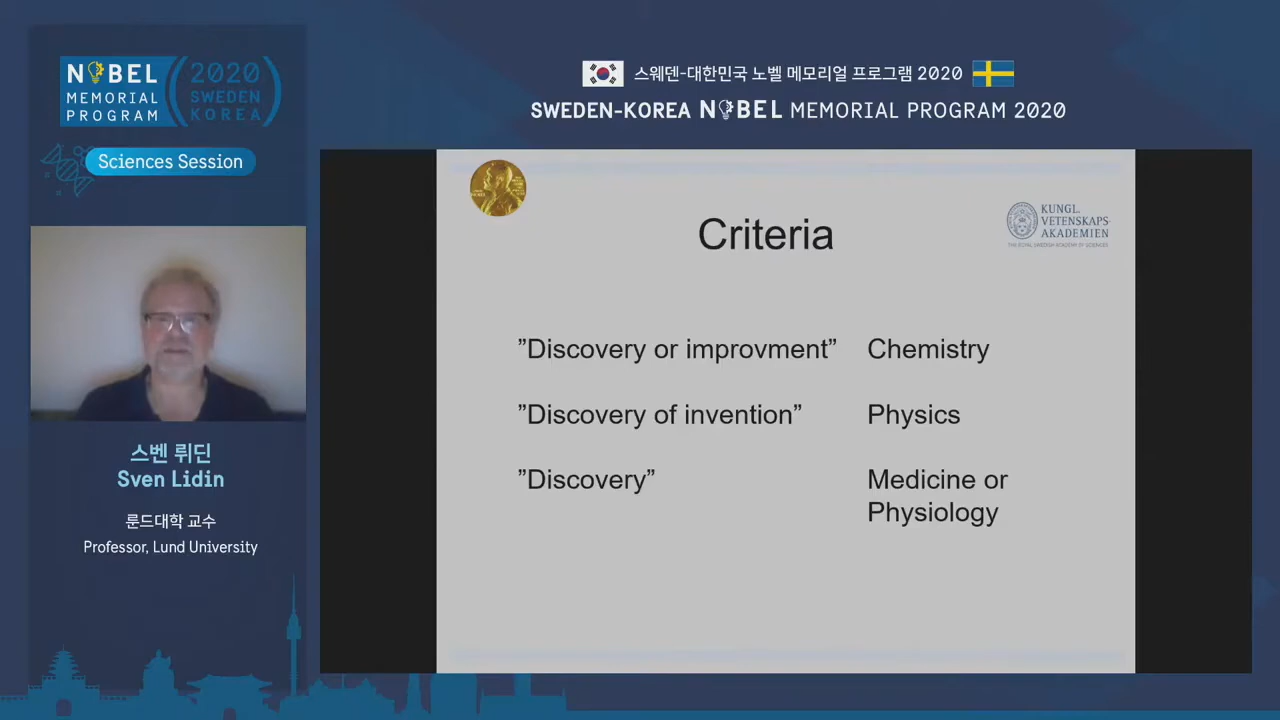 NOBEL
MEMORIAL
PROGRAM
2020
SWEDEN
KOREA
Sciences Session
스벤 뤼딘
Sven Lidin
룬드대학 교수
Professor, Lund University
스웨덴-대한민국 노벨 메모리얼 프로그램 2020
SWEDEN-KOREA NOBEL MEMORIAL PROGRAM 2020
Criteria
KUNGL.
VETENSKAPS-
AKADEMIEN
THE ROYAL SWEDISH ACADEMY OF SCIENCES
”Discovery or improvment” Chemistry
”Discovery of invention” Physics
”Discovery” Medicine or
Physiology